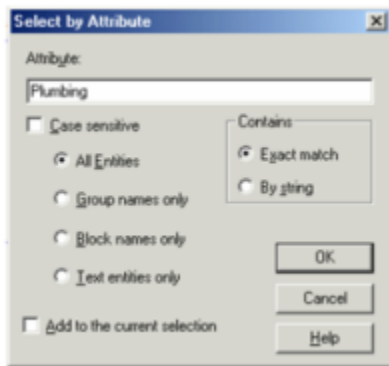 Select by Attribute
Attribute:
Plumbing
Case sensitive
All Entities
Group names only
Block names only
Text entities only
Add to the current selection
Contains
Exact match
By string
OK
Cancel
Help